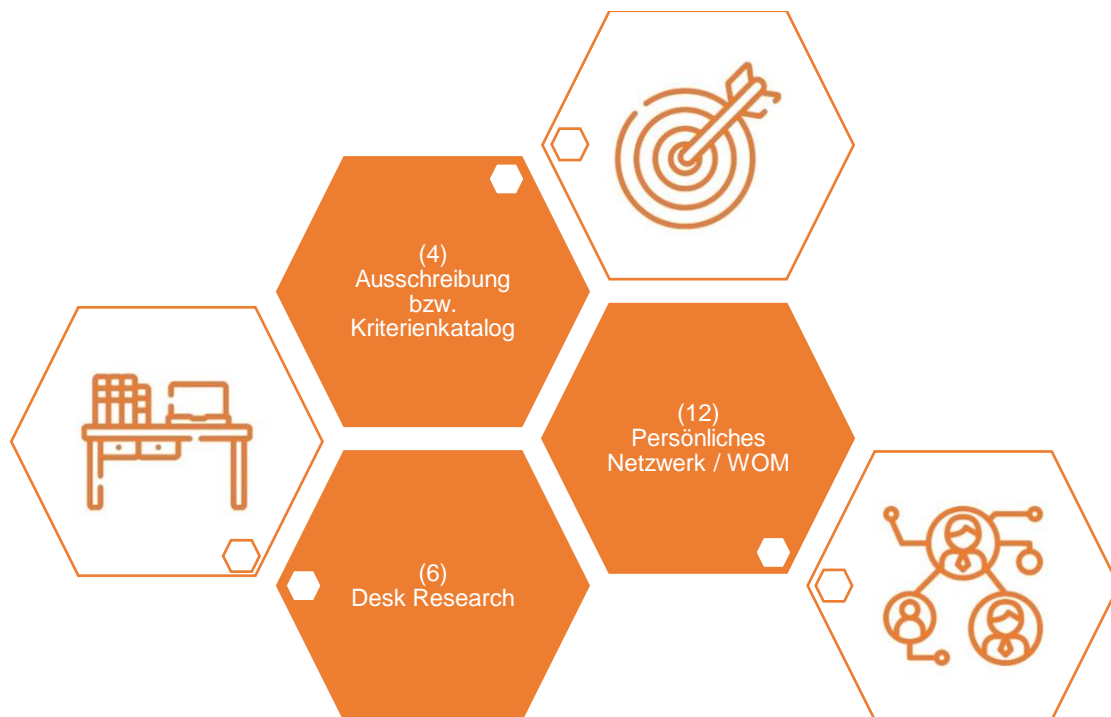 (4)
Ausschreibung
bzw.
Kriterienkatalog
(12)
Persönliches
Netzwerk / WOM
(6)
Desk Research